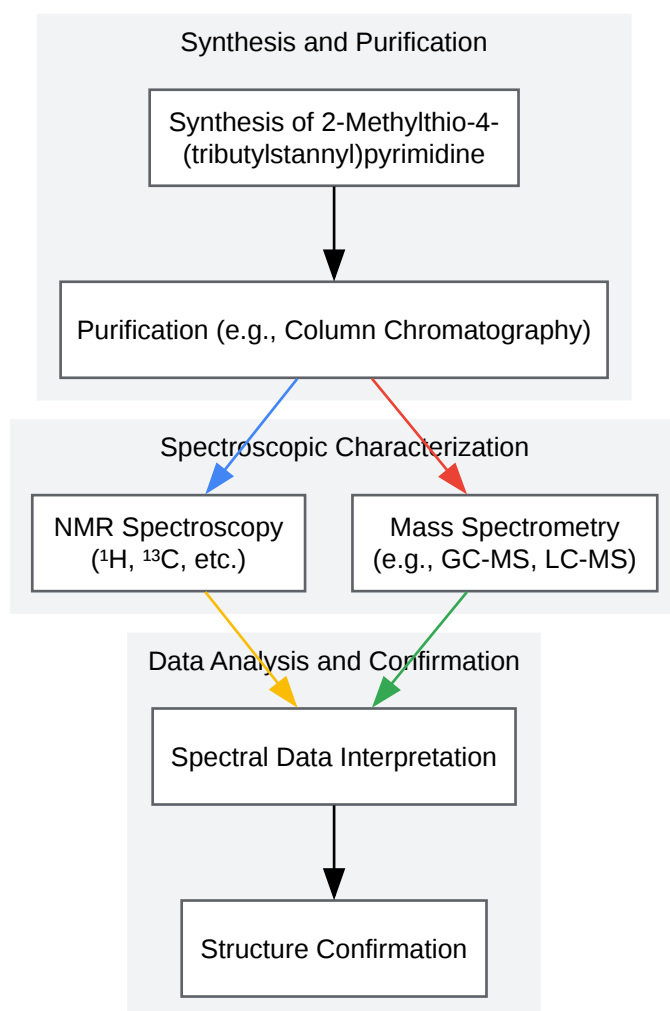 Synthesis and Purification
Synthesis of 2-Methylthio-4-
(tributylstannyl)pyrimidine
Purification (e.g., Column Chromatography)
Spectroscopic Characterization
NMR Spectroscopy
(¹H, ¹³C, etc.)
Mass Spectrometry
(e.g., GC-MS, LC-MS)
Data Analysis and Confirmation
Spectral Data Interpretation
Structure Confirmation